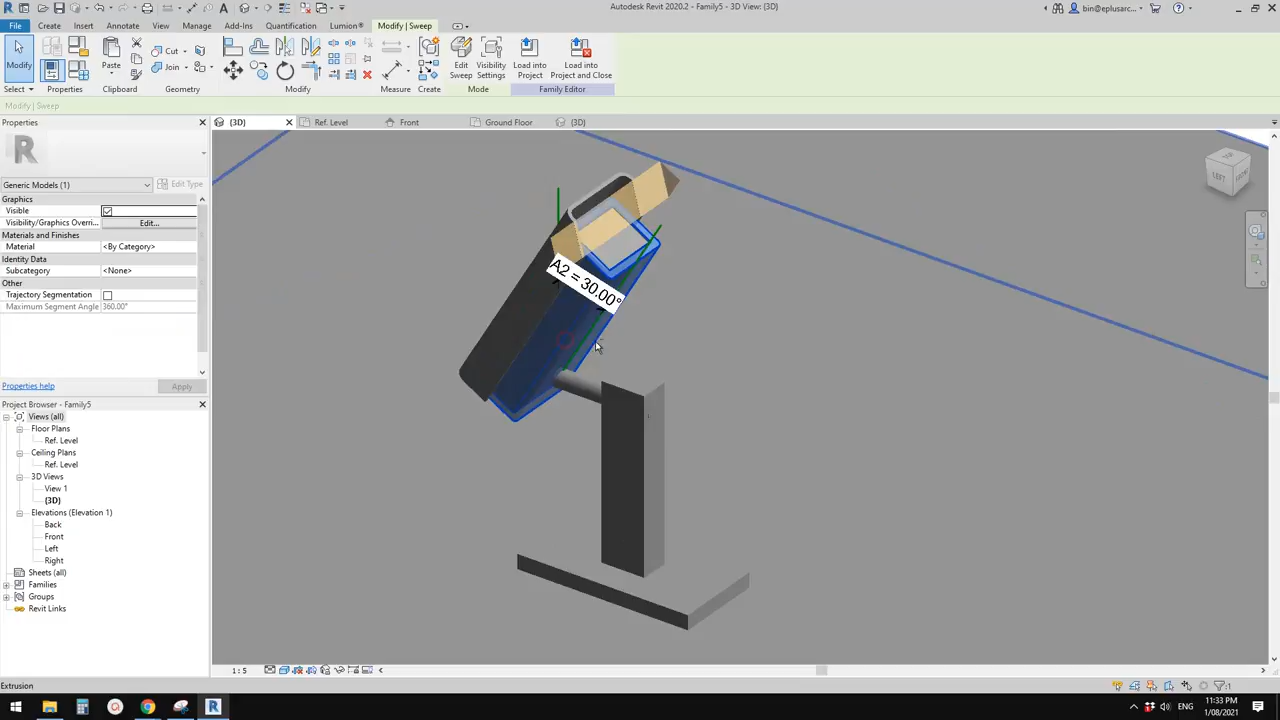 Autodesk Revit 2020.2 - Family5 - 3D View: {3D}
bin@eplusarc...
File Create Insert Annotate View Manage Add-Ins Quantification Lumion® Modify | Sweep
Modify
Paste
Cut
Join
Edit Sweep
Visibility Settings
Load into Project
Load into Project and Close
Select Properties Clipboard Geometry Modify Measure Create Mode Family Editor
Modify | Sweep
Properties
{3D} Ref. Level Front Ground Floor {3D}
Generic Models (1) Edit Type
Graphics
Visible
Visibility/Graphics Overri... Edit...
Materials and Finishes
Material <By Category>
Identity Data
Subcategory <None>
Other
Trajectory Segmentation
Maximum Segment Angle 360.00°
Properties help Apply
A2 = 30.00°
TOP
LEFT
Project Browser - Family5
Views (all)
Floor Plans
Ref. Level
Ceiling Plans
Ref. Level
3D Views
View 1
{3D}
Elevations (Elevation 1)
Back
Front
Left
Right
Sheets (all)
Families
Groups
Revit Links
1 : 5
Extrusion
:1
ENG
11:33 PM
1/08/2021